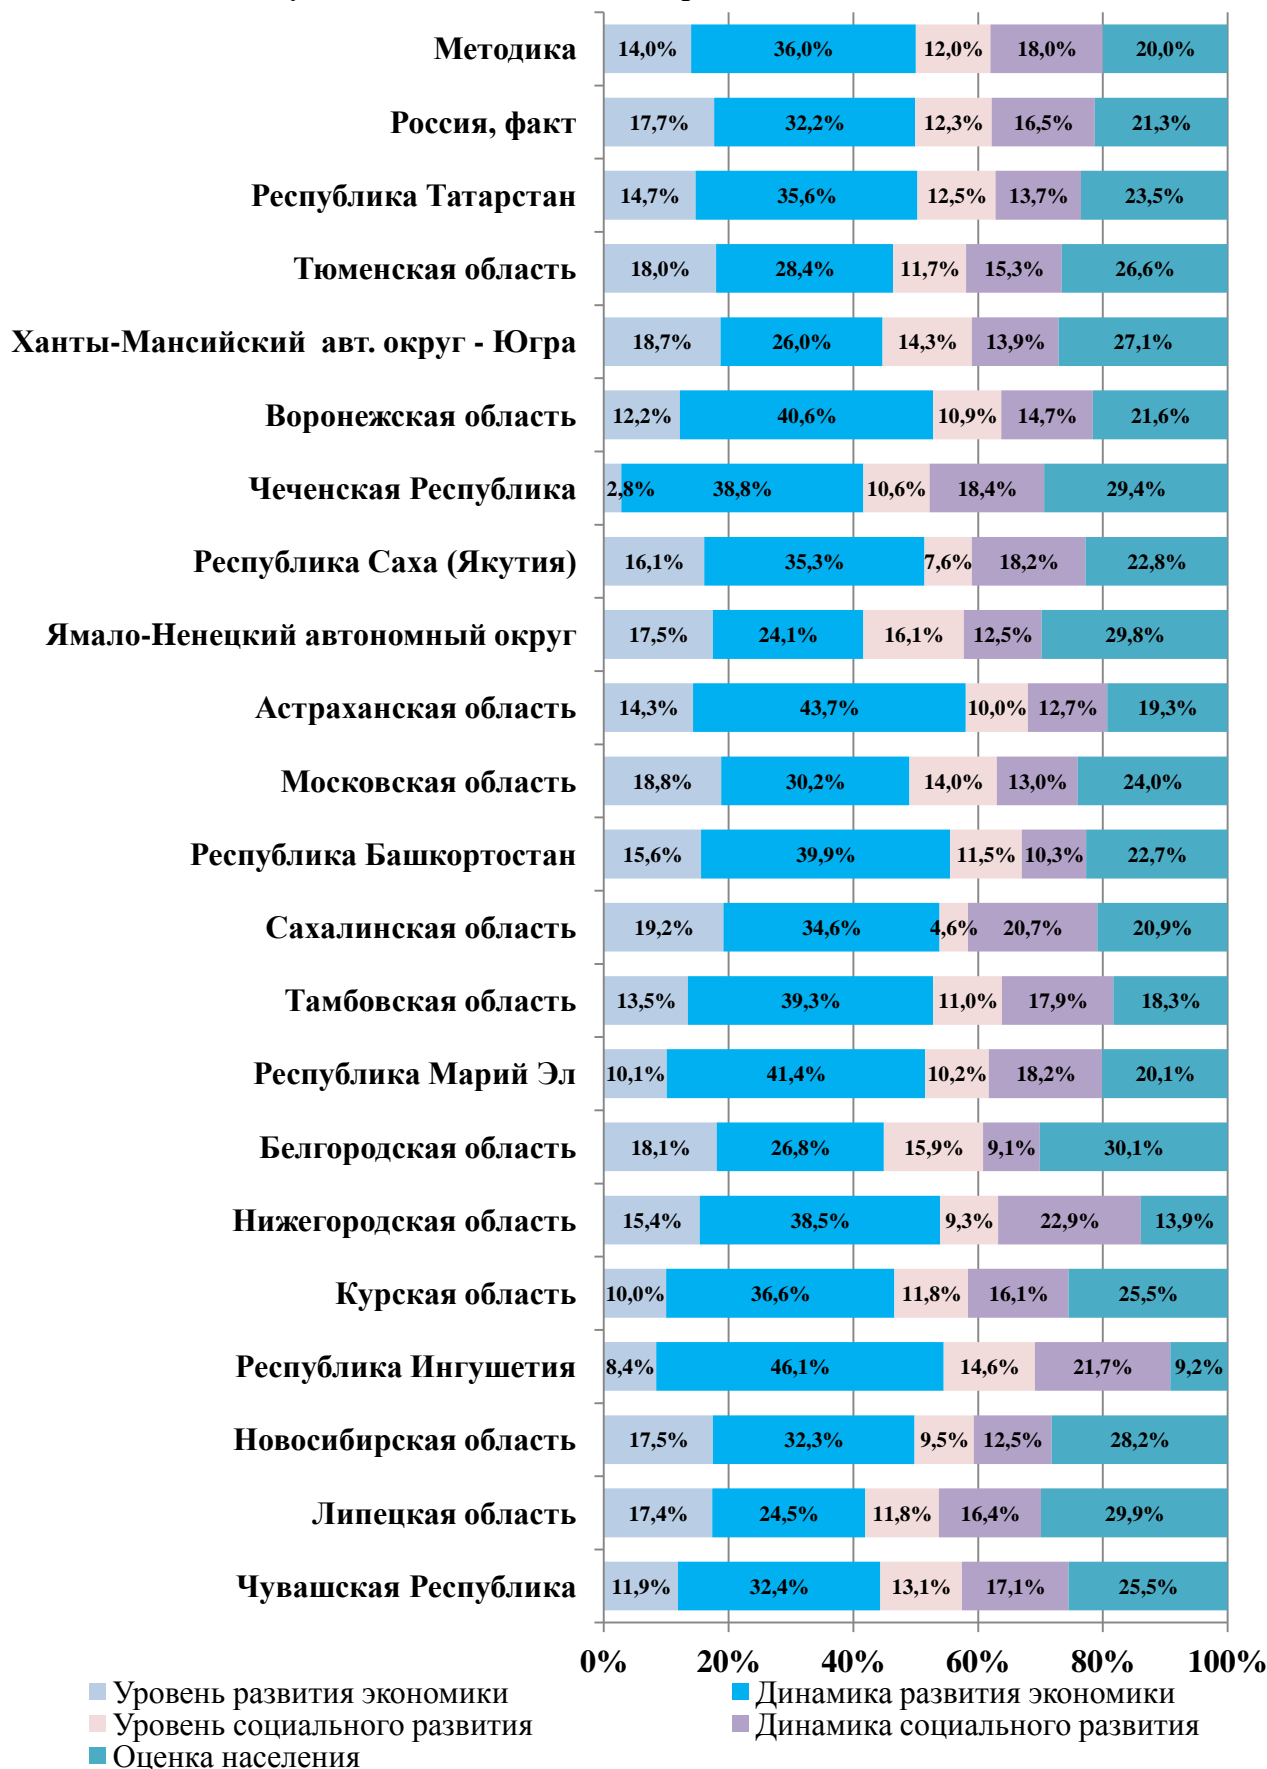 Методика 14,0% 36,0% 12,0% 18,0% 20,0%
Россия, факт 17,7% 32,2% 12,3% 16,5% 21,3%
Республика Татарстан 14,7% 35,6% 12,5% 13,7% 23,5%
Тюменская область 18,0% 28,4% 11,7% 15,3% 26,6%
Ханты-Мансийский авт. округ - Югра 18,7% 26,0% 14,3% 13,9% 27,1%
Воронежская область 12,2% 40,6% 10,9% 14,7% 21,6%
Чеченская Республика 2,8% 38,8% 10,6% 18,4% 29,4%
Республика Саха (Якутия) 16,1% 35,3% 7,6% 18,2% 22,8%
Ямало-Ненецкий автономный округ 17,5% 24,1% 16,1% 12,5% 29,8%
Астраханская область 14,3% 43,7% 10,0% 12,7% 19,3%
Московская область 18,8% 30,2% 14,0% 13,0% 24,0%
Республика Башкортостан 15,6% 39,9% 11,5% 10,3% 22,7%
Сахалинская область 19,2% 34,6% 4,6% 20,7% 20,9%
Тамбовская область 13,5% 39,3% 11,0% 17,9% 18,3%
Республика Марий Эл 10,1% 41,4% 10,2% 18,2% 20,1%
Белгородская область 18,1% 26,8% 15,9% 9,1% 30,1%
Нижегородская область 15,4% 38,5% 9,3% 22,9% 13,9%
Курская область 10,0% 36,6% 11,8% 16,1% 25,5%
Республика Ингушетия 8,4% 46,1% 14,6% 21,7% 9,2%
Новосибирская область 17,5% 32,3% 9,5% 12,5% 28,2%
Липецкая область 17,4% 24,5% 11,8% 16,4% 29,9%
Чувашская Республика 11,9% 32,4% 13,1% 17,1% 25,5%
0% 20% 40% 60% 80% 100%
Уровень развития экономики Динамика развития экономики
Уровень социального развития Динамика социального развития
Оценка населения